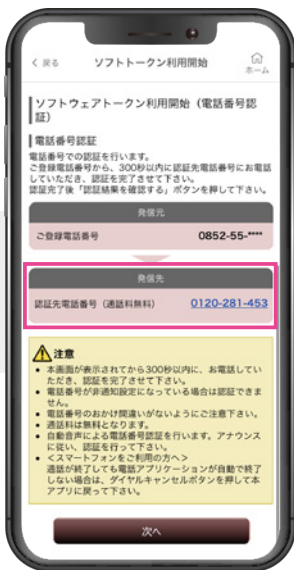 く 戻る ソフトトークン利用開始 ホーム
ソフトウェアトークン利用開始（電話番号認
証）
電話番号認証
電話番号での認証を行います。
ご登録電話番号から、300秒以内に認証先電話番号にお電話
していただき、認証を完了させて下さい。
認証完了後「認証結果を確認する」ボタンを押して下さい。
発信元
ご登録電話番号 0852-55-****
発信先
認証先電話番号（通話料無料） 0120-281-453
注意
• 本画面が表示されてから300秒以内に、お電話してい
ただき、認証を完了させて下さい。
• 電話番号が非通知設定になっている場合は認証できま
せん。
• 電話番号のおかけ間違いがないようにご注意下さい。
• 通話料は無料となります。
• 自動音声による電話番号認証を行います。アナウンス
に従い、認証を行って下さい。
• ＜スマートフォンをご利用の方へ＞
通話が終了しても電話アプリケーションが自動で終了
しない場合は、ダイヤルキャンセルボタンを押して本
アプリに戻って下さい。
次へ